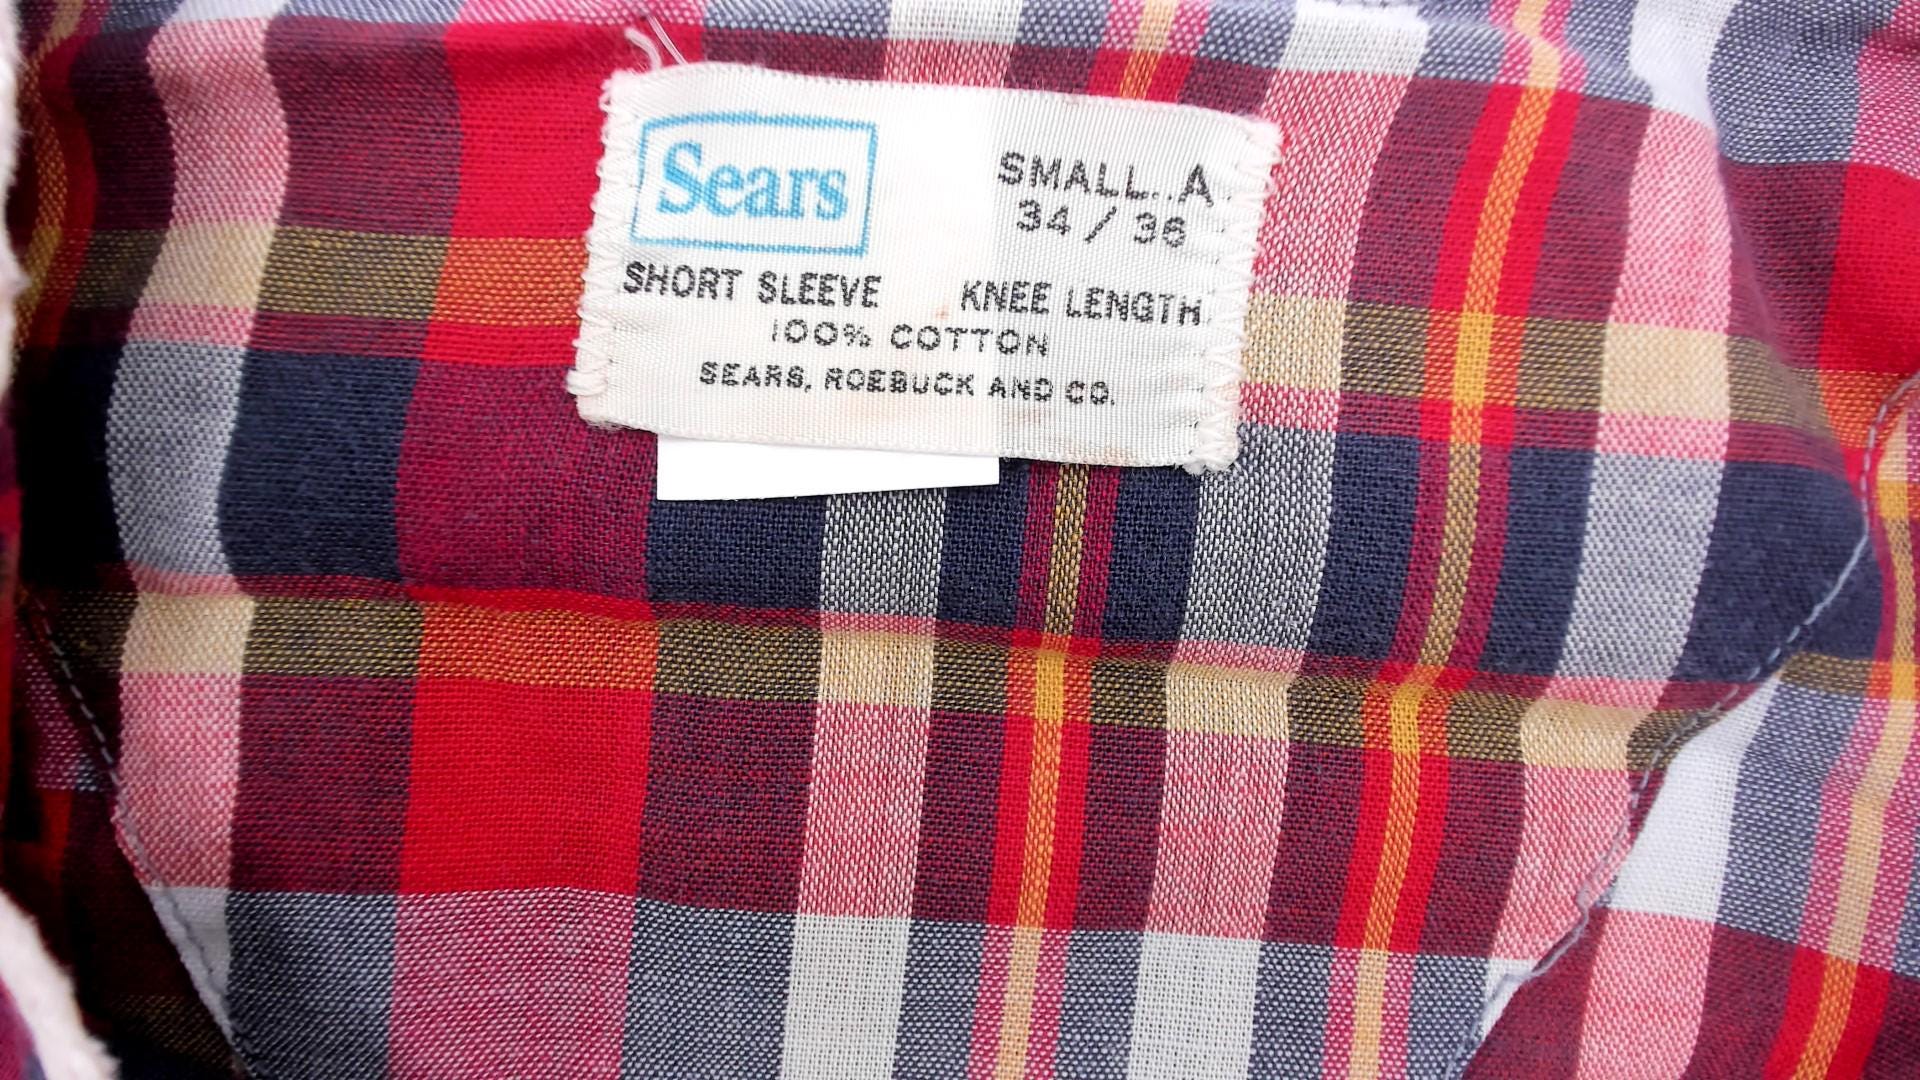 Sears
SMALL..A
34 / 36
SHORT SLEEVE KNEE LENGTH
100% COTTON
SEARS, ROEBUCK AND CO.